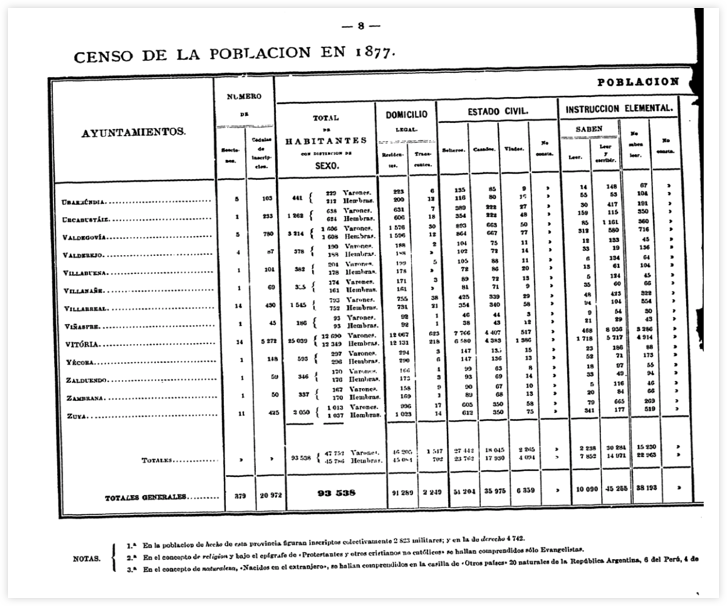 — 8 —
CENSO DE LA POBLACION EN 1877.
POBLACION
AYUNTAMIENTOS.
NÚMERO DE
Seccio-nes.
Cédulas de inscrip-ción.
TOTAL DE HABITANTES CON DISTINCION DE SEXO.
DOMICILIO LEGAL.
Residen-tes.
Transeuntes.
ESTADO CIVIL.
Solteros.
Casados.
Viudos.
No consta.
INSTRUCCION ELEMENTAL.
SABEN
Leer.
Leer y escribir.
No saben leer.
No consta.
UBARRÚNDIA 5 103 441 229 Varones. 223 6 135 85 9 » 14 148 67 »
212 Hembras. 200 12 116 80 » 55 53 104 »
URCABUSTÁIZ 1 233 1 262 638 Varones. 631 7 389 222 27 » 30 417 191 »
624 Hembras. 606 18 354 222 48 » 159 115 350 »
VALDEGOVÍA 5 780 3 214 1 606 Varones. 1 576 30 893 663 50 » 85 1 161 360 »
1 608 Hembras. 1 596 12 864 667 77 » 312 580 716 »
VALDEREJO 4 87 378 190 Varones. 188 2 104 75 11 » 12 133 45 »
188 Hembras. 188 » 102 72 14 » 33 19 136 »
VILLABUENA 1 104 382 204 Varones. 199 5 105 88 11 » 6 134 64 »
178 Hembras. 178 » 72 86 20 » 13 61 104 »
VILLANAÑE 1 69 174 Varones. 171 3 89 72 13 » 5 124 45 »
161 Hembras. 161 » 81 71 9 » 35 60 66 »
VILLARREAL 14 430 1 545 793 Varones. 755 38 425 339 29 » 48 423 322 »
752 Hembras. 731 21 354 340 58 » 94 104 554 »
VIÑASPRE 1 45 186 93 Varones. 92 1 46 44 3 » 9 54 30 »
93 Hembras. 92 1 38 43 12 » 21 29 43 »
VITÓRIA 14 5 272 25 039 12 690 Varones. 12 067 623 7 766 4 407 517 » 468 8 936 3 286 »
12 349 Hembras. 12 131 218 6 580 4 383 1 386 » 1 718 5 717 4 914 »
YÉCORA 1 148 593 297 Varones. 294 3 147 135 15 » 23 186 88 »
296 Hembras. 290 6 147 136 13 » 52 71 173 »
ZALDUENDO 1 59 346 170 Varones. 166 4 99 63 8 » 18 97 55 »
176 Hembras. 173 3 93 69 14 » 33 49 94 »
ZAMBRANA 1 50 337 167 Varones. 158 9 90 67 10 » 5 116 46 »
170 Hembras. 169 1 89 68 13 » 20 84 66 »
ZUYA 11 425 2 050 1 013 Varones. 996 17 605 350 58 » 79 665 269 »
1 037 Hembras. 1 023 14 612 350 75 » 341 177 519 »
TOTALES » » 93 538 47 752 Varones. 46 205 1 547 27 442 18 045 2 265 » 2 238 30 284 15 230 »
45 786 Hembras. 45 084 702 23 762 17 930 4 094 » 7 852 14 971 22 963 »
TOTALES GENERALES 379 20 972 93 538 91 289 2 249 51 204 35 975 6 359 » 10 090 45 255 38 193 »
NOTAS.
1.ª En la poblacion de hecho de esta provincia figuran inscriptos colectivamente 2 823 militares; y en la de derecho 4 742.
2.ª En el concepto de religion y bajo el epígrafe de «Protestantes y otros cristianos no católicos» se hallan comprendidos sólo Evangelistas.
3.ª En el concepto de naturaleza, «Nacidos en el extranjero», se hallan comprendidos en la casilla de «Otros países» 20 naturales de la República Argentina, 6 del Perú, 4 de